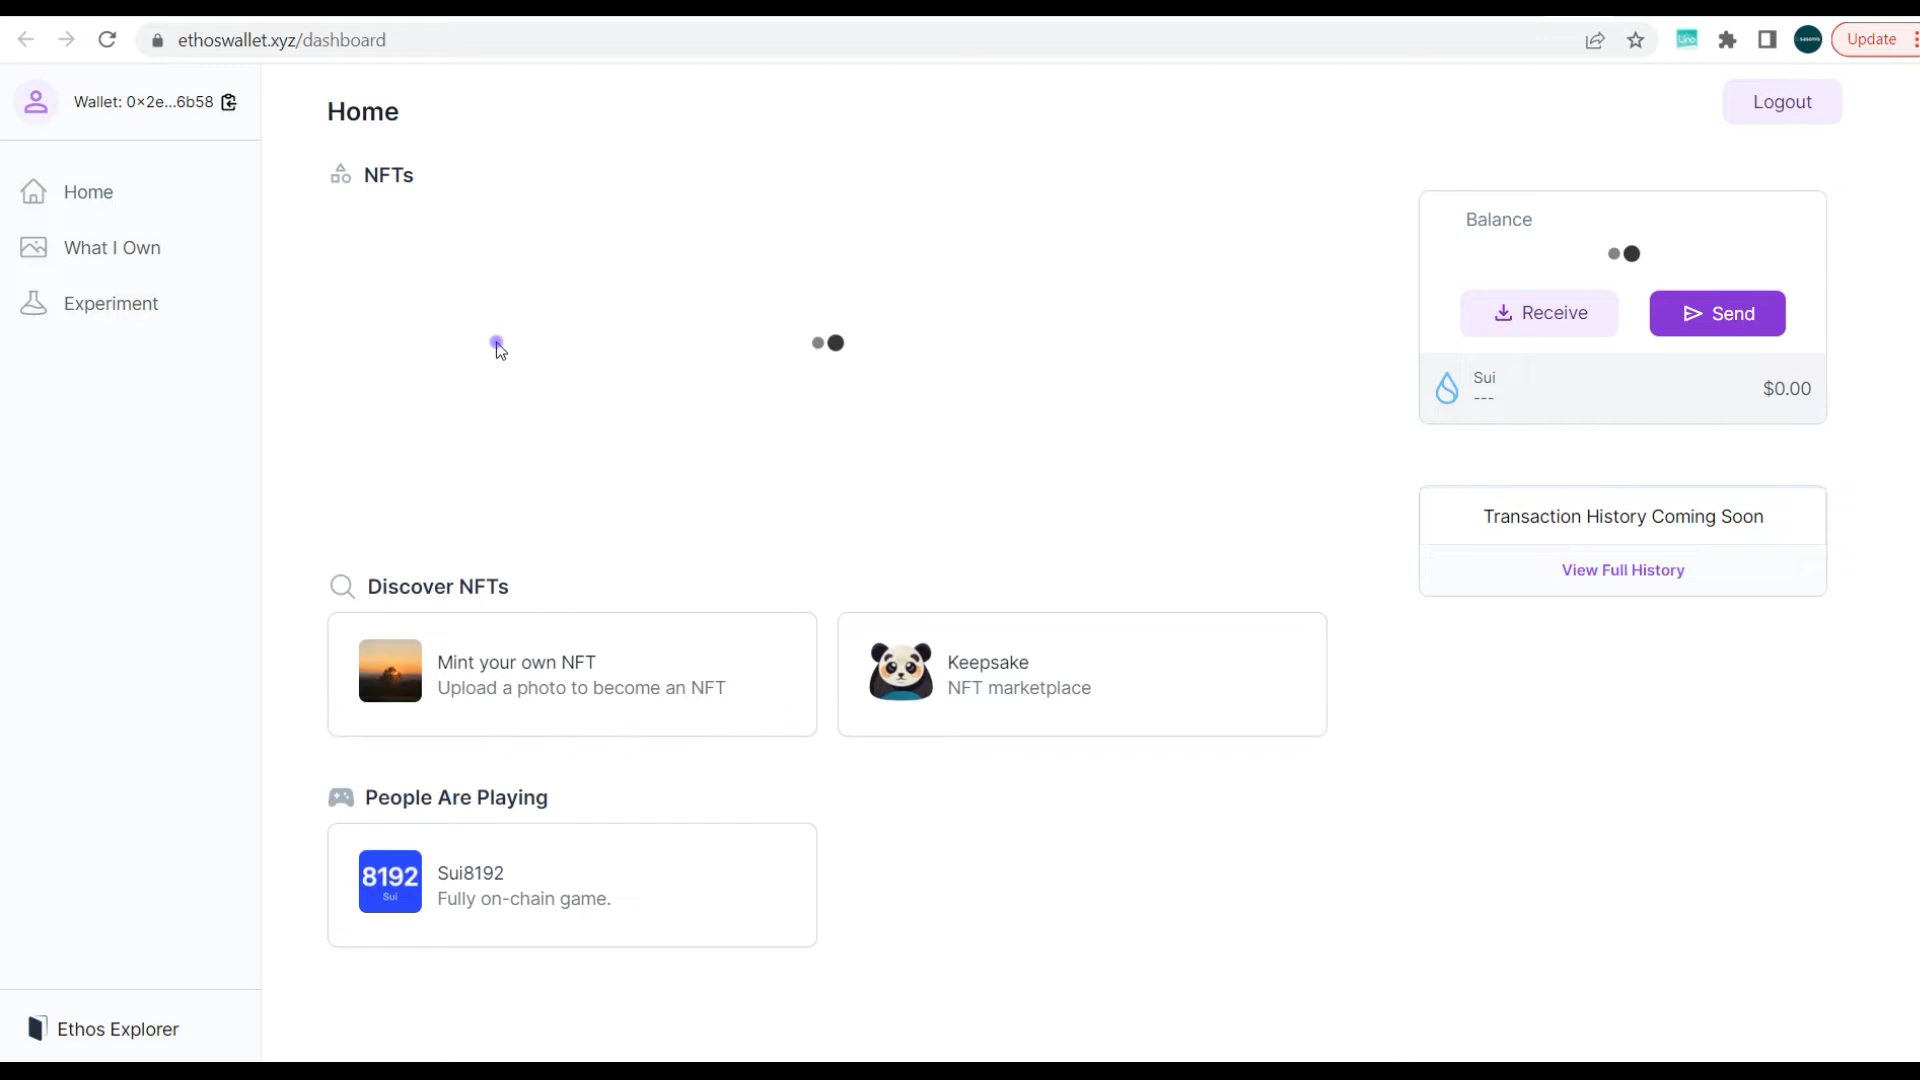 ethoswallet.xyz/dashboard
Update
Wallet: 0×2e...6b58
Home
Logout
NFTs
Home
What I Own
Experiment
Balance
Receive
Send
Sui
---
$0.00
Transaction History Coming Soon
View Full History
Discover NFTs
Mint your own NFT
Upload a photo to become an NFT
Keepsake
NFT marketplace
People Are Playing
8192
Sui
Sui8192
Fully on-chain game.
Ethos Explorer